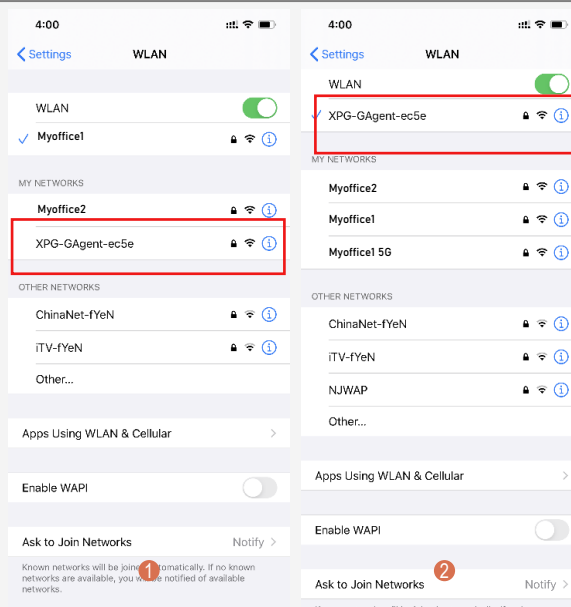 4:00
Settings
WLAN
WLAN
Myoffice1
MY NETWORKS
Myoffice2
XPG-GAgent-ec5e
OTHER NETWORKS
ChinaNet-fYeN
iTV-fYeN
Other...
Apps Using WLAN & Cellular
Enable WAPI
Ask to Join Networks Notify
Known networks will be joine tomatically. If no known
networks are available, you w be notified of available
networks.
1
4:00
Settings
WLAN
WLAN
XPG-GAgent-ec5e
MY NETWORKS
Myoffice2
Myoffice1
Myoffice1 5G
OTHER NETWORKS
ChinaNet-fYeN
iTV-fYeN
NJWAP
Other...
Apps Using WLAN & Cellular
Enable WAPI
2
Ask to Join Networks Notify